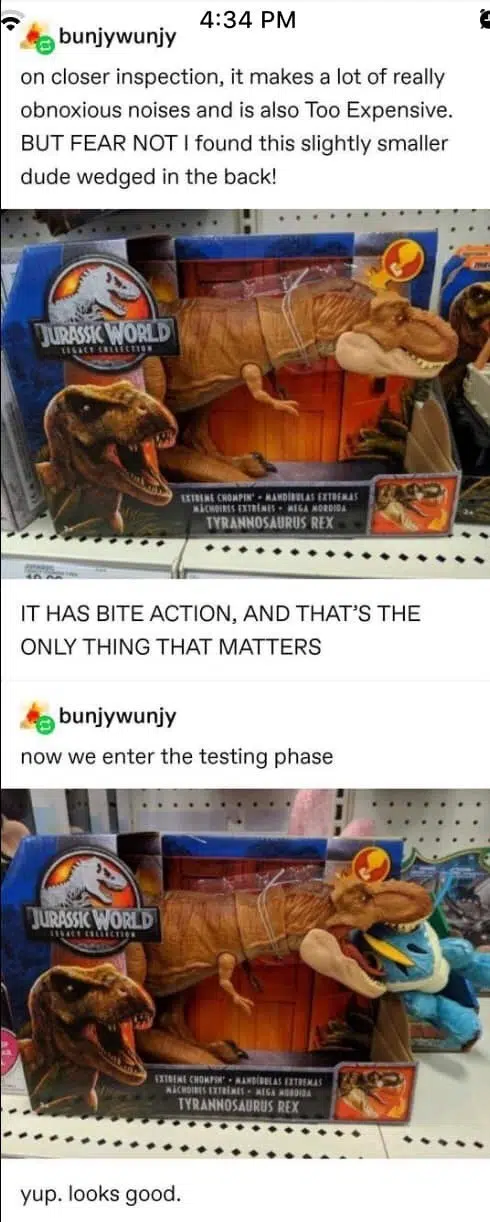 4:34 PM
bunjywunjy
on closer inspection, it makes a lot of really
obnoxious noises and is also Too Expensive.
BUT FEAR NOT I found this slightly smaller
dude wedged in the back!
JURASSIC WORLD
LEGACY COLLECTION
EXTREME CHOMPIN' • MANDÍBULAS EXTREMAS
MÂCHOIRES EXTRÊMES • MEGA MORDIDA
TYRANNOSAURUS REX
IT HAS BITE ACTION, AND THAT'S THE
ONLY THING THAT MATTERS
bunjywunjy
now we enter the testing phase
JURASSIC WORLD
LEGACY COLLECTION
EXTREME CHOMPIN' • MANDÍBULAS EXTREMAS
MÂCHOIRES EXTRÊMES • MEGA MORDIDA
TYRANNOSAURUS REX
yup. looks good.